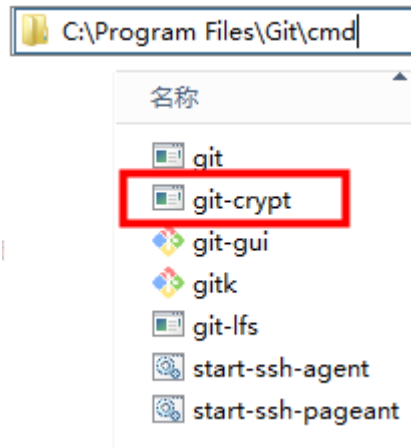 C:\Program Files\Git\cmd
名称
git
git-crypt
git-gui
gitk
git-lfs
start-ssh-agent
start-ssh-pageant